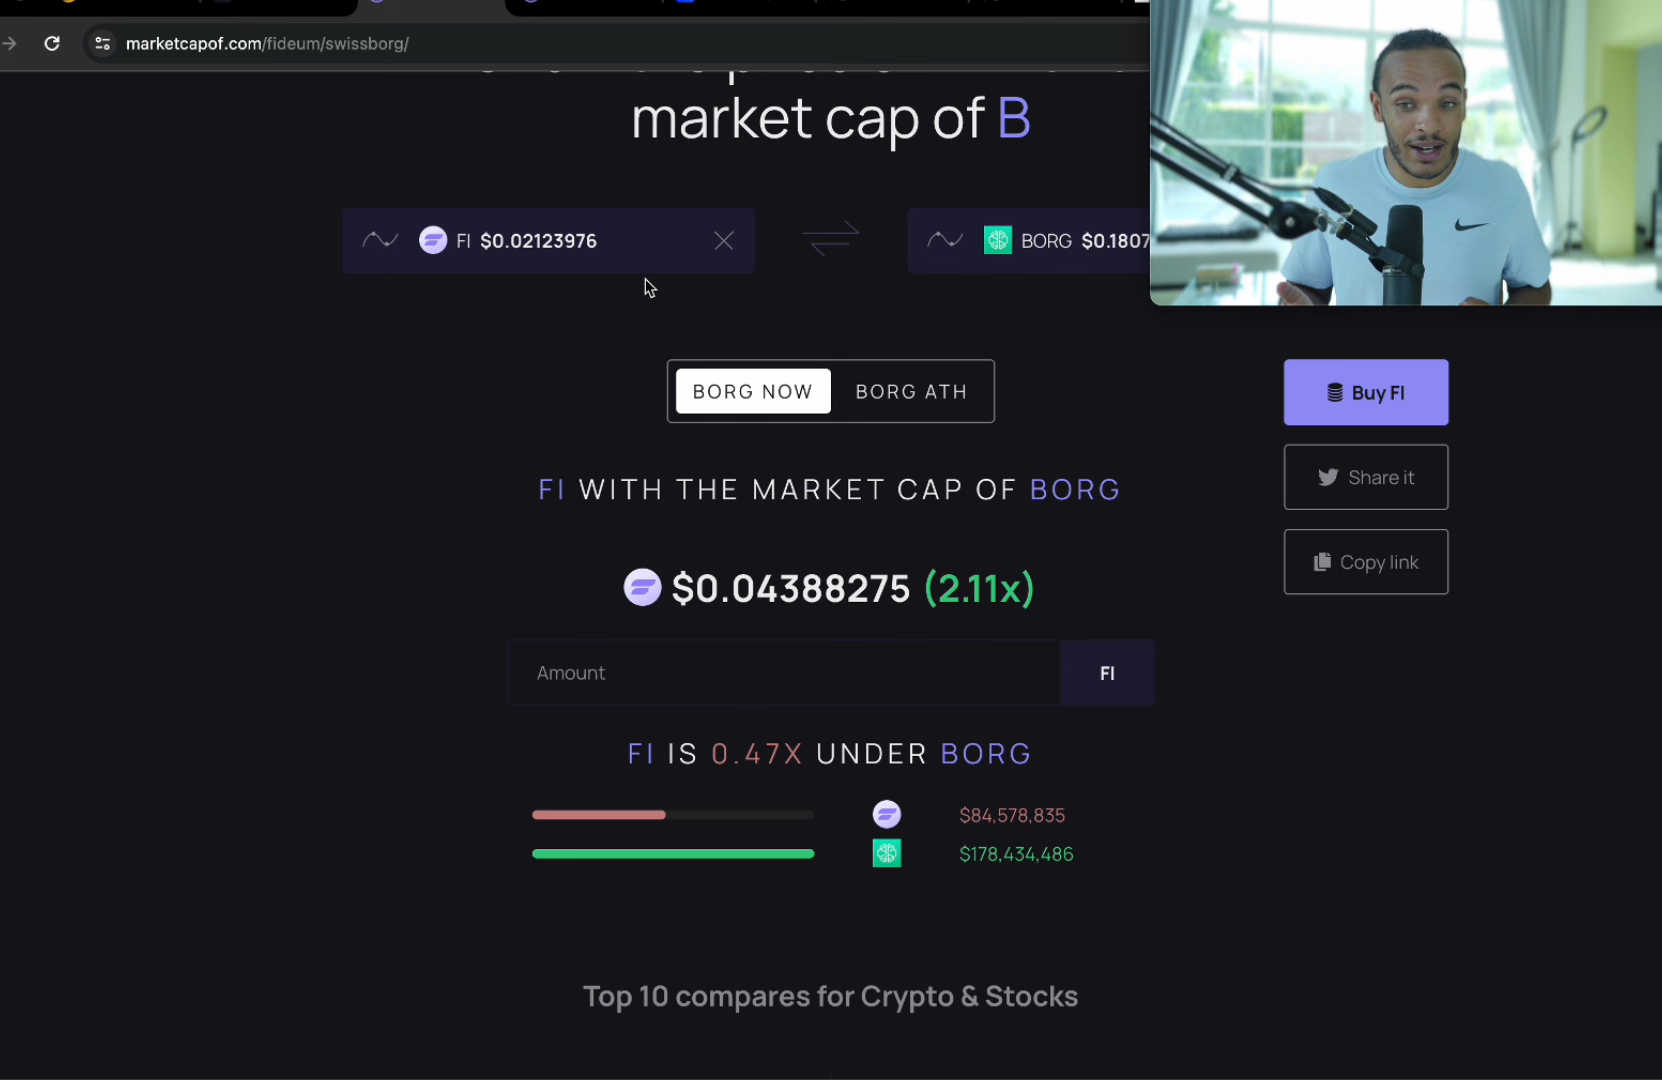 marketcapof.com/fideum/swissborg/
market cap of B
FI $0.02123976
BORG $0.1807
BORG NOW
BORG ATH
Buy FI
FI WITH THE MARKET CAP OF BORG
Share it
Copy link
$0.04388275 (2.11x)
Amount
FI
FI IS 0.47X UNDER BORG
$84,578,835
$178,434,486
Top 10 compares for Crypto & Stocks